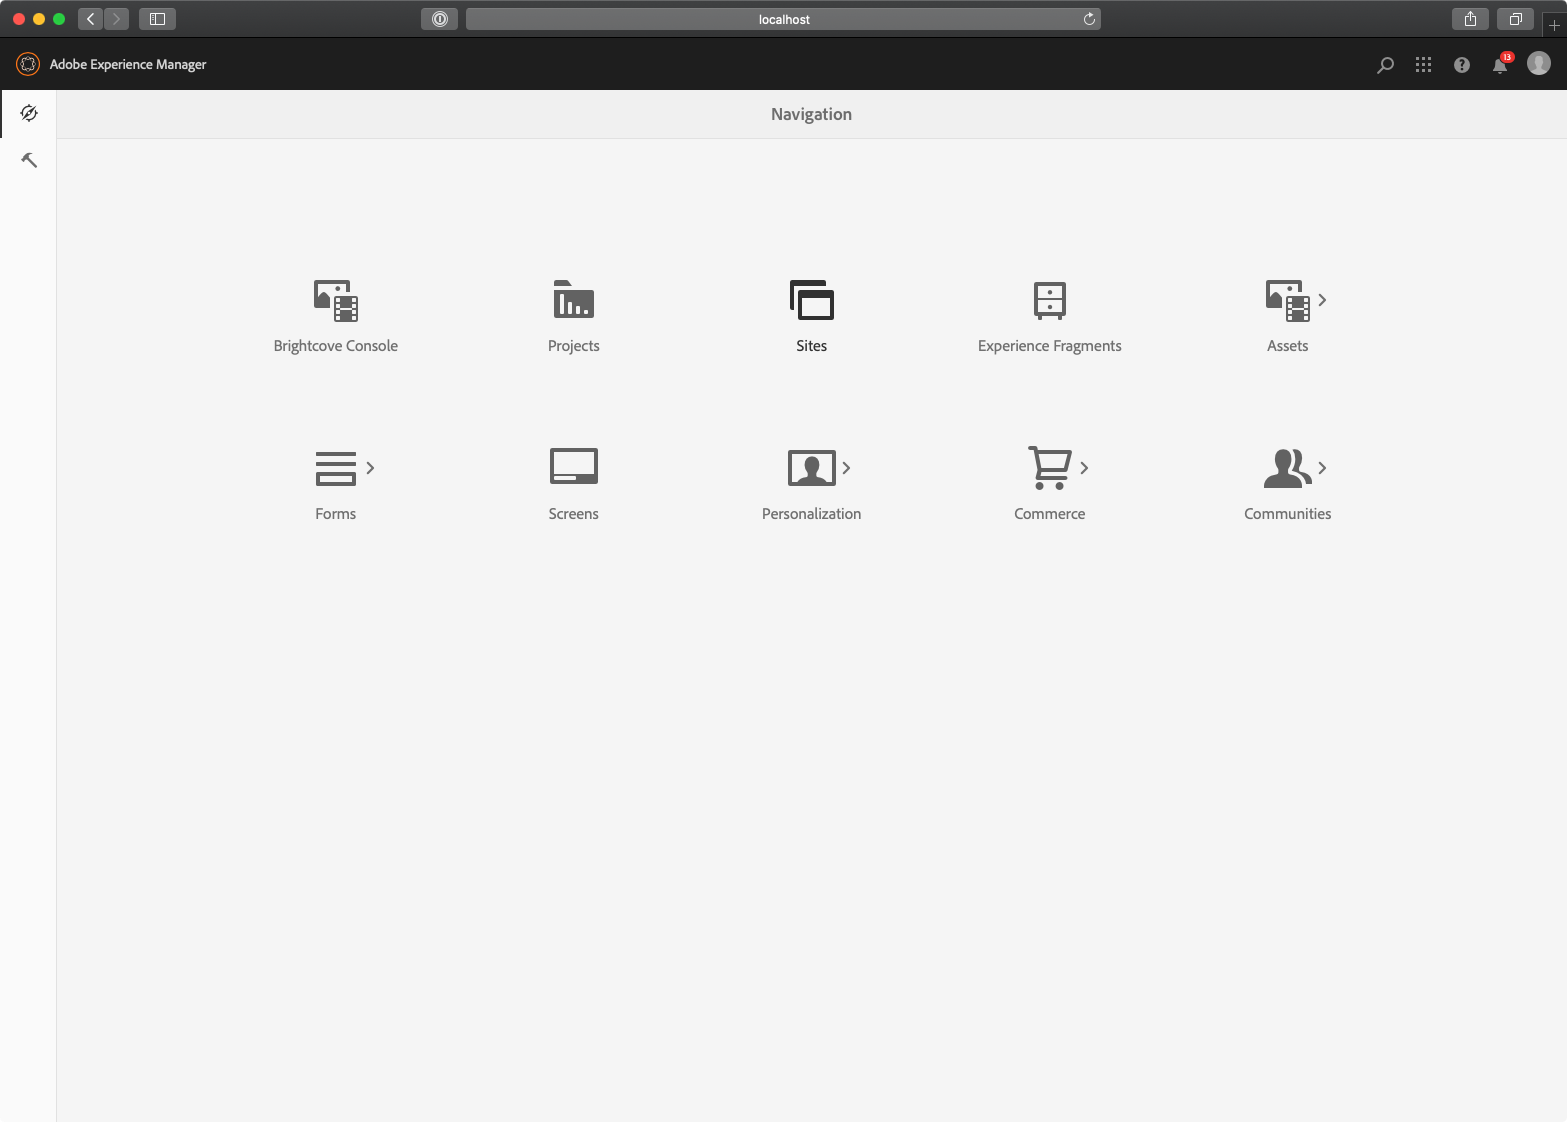 localhost
Adobe Experience Manager
13
Navigation
Brightcove Console
Projects
Sites
Experience Fragments
Assets
Forms
Screens
Personalization
Commerce
Communities